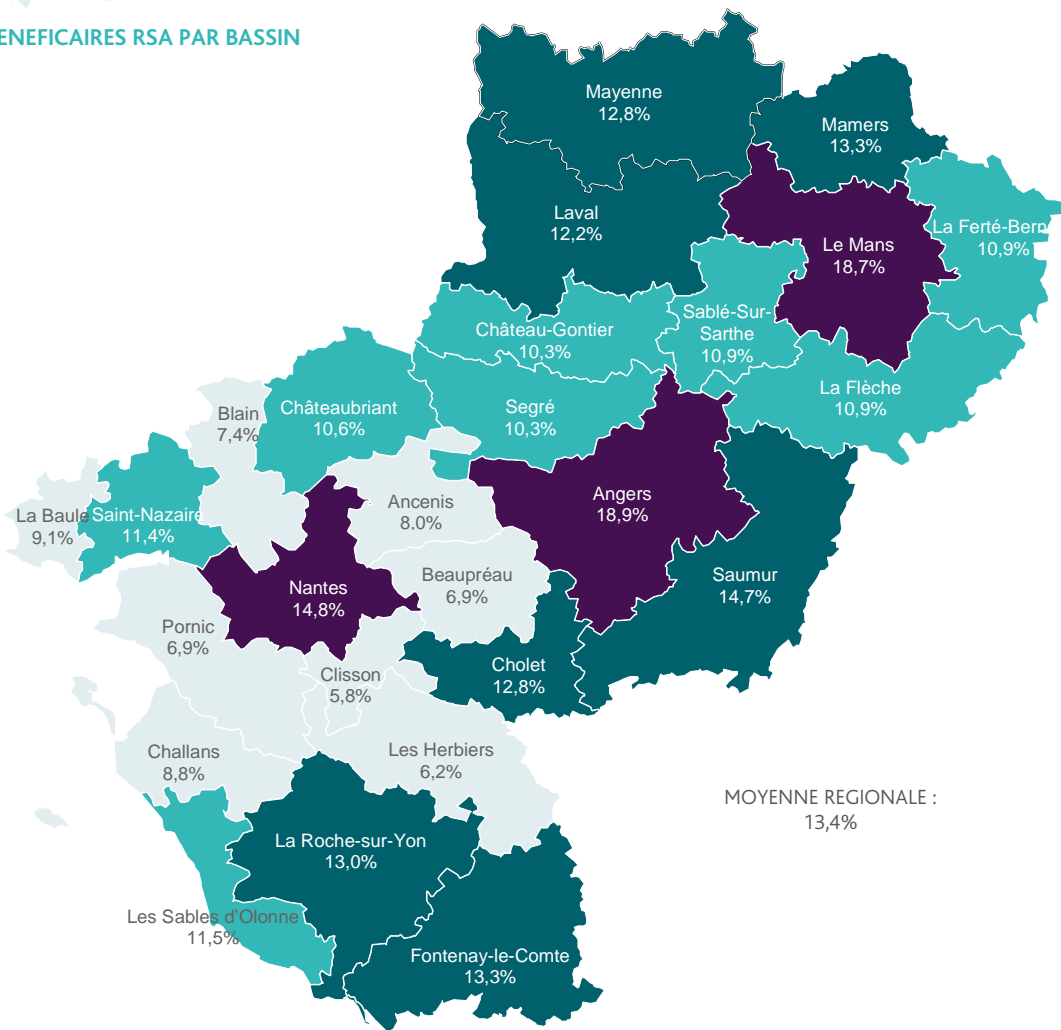 ENEFICAIRES RSA PAR BASSIN
Mayenne
12,8%
Mamers
13,3%
Laval
12,2%
Le Mans
18,7%
La Ferté-Bern
10,9%
Château-Gontier
10,3%
Sablé-Sur-
Sarthe
10,9%
La Flèche
10,9%
Châteaubriant
10,6%
Segré
10,3%
Blain
7,4%
Ancenis
8,0%
Angers
18,9%
La Baule
9,1%
Saint-Nazaire
11,4%
Nantes
14,8%
Beaupréau
6,9%
Saumur
14,7%
Pornic
6,9%
Clisson
5,8%
Cholet
12,8%
Challans
8,8%
Les Herbiers
6,2%
MOYENNE REGIONALE :
13,4%
La Roche-sur-Yon
13,0%
Les Sables d'Olonne
11,5%
Fontenay-le-Comte
13,3%